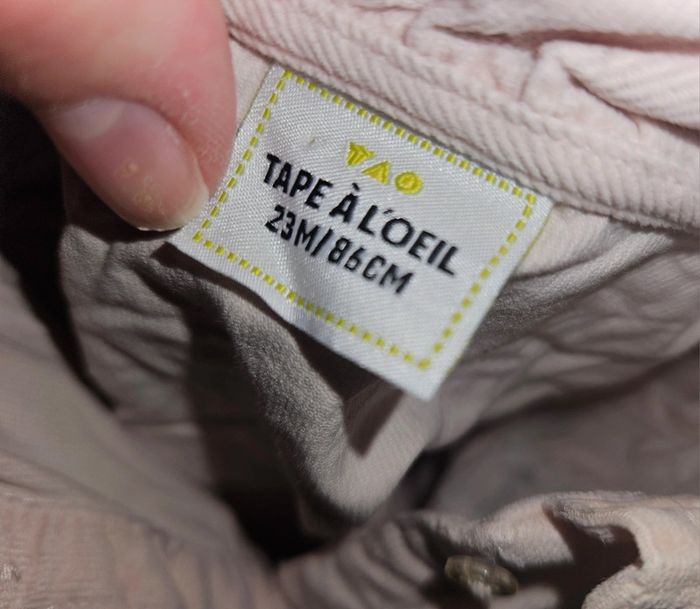 TAO
TAPE À L'OEIL
23M/86CM